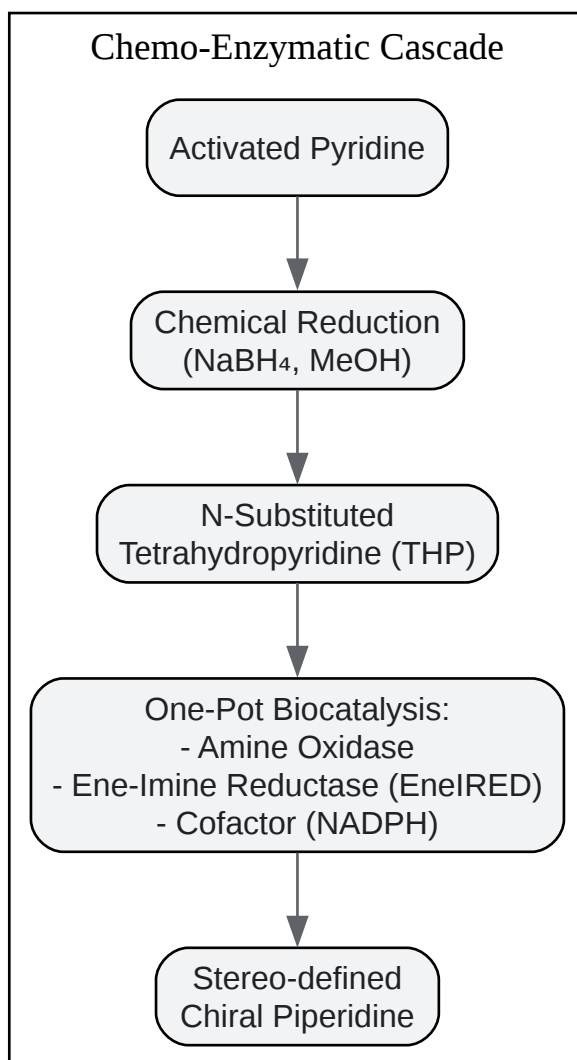 Chemo-Enzymatic Cascade
Activated Pyridine
Chemical Reduction
(NaBH₄, MeOH)
N-Substituted
Tetrahydropyridine (THP)
One-Pot Biocatalysis:
- Amine Oxidase
- Ene-Imine Reductase (EneIRED)
- Cofactor (NADPH)
Stereo-defined
Chiral Piperidine